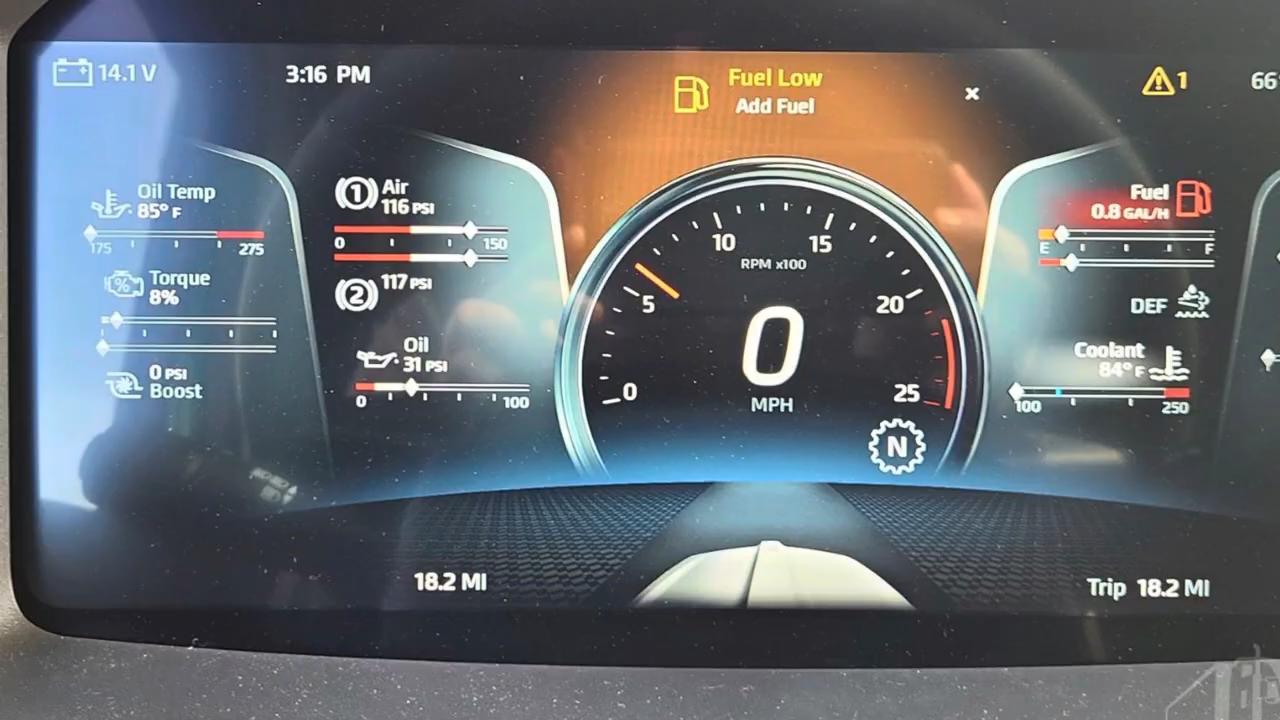 14.1 V
3:16 PM
Fuel Low
Add Fuel
×
1
66
Oil Temp
85° F
175
275
Torque
8%
0 PSI
Boost
1
Air
116 PSI
0
150
2
117 PSI
Oil
31 PSI
0
100
0
5
10
15
20
25
RPM x100
0
MPH
N
Fuel
0.8 GAL/H
E
F
DEF
Coolant
84° F
100
250
18.2 MI
Trip 18.2 MI